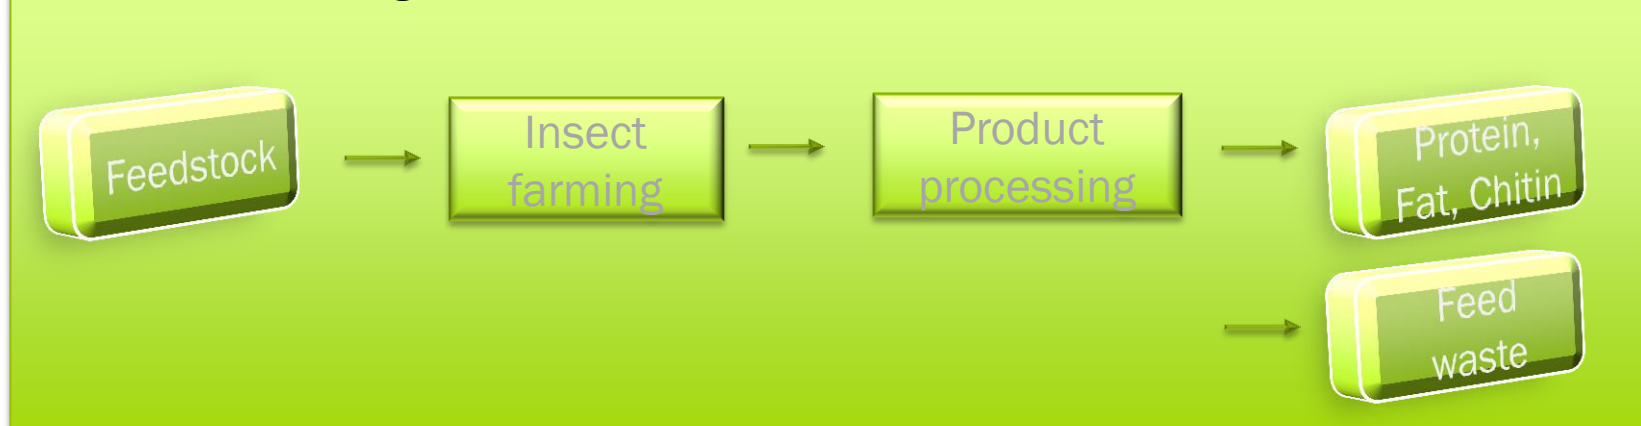 Feedstock
Insect
farming
Product
processing
Protein,
Fat, Chitin
Feed
waste